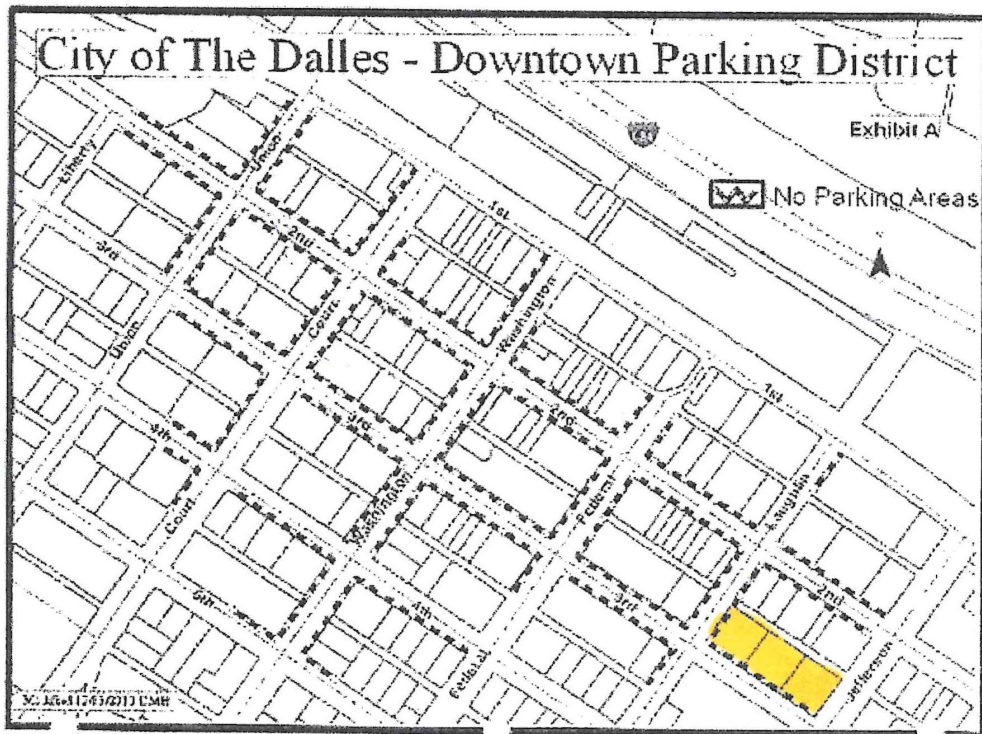 City of The Dalles - Downtown Parking District
Exhibit A
No Parking Areas
Liberty
Union
1st
3rd
2nd
Court
Washington
Union
2nd
1st
4th
3rd
Court
Washington
Federal
Laughlin
5th
4th
3rd
2nd
Federal
Jefferson